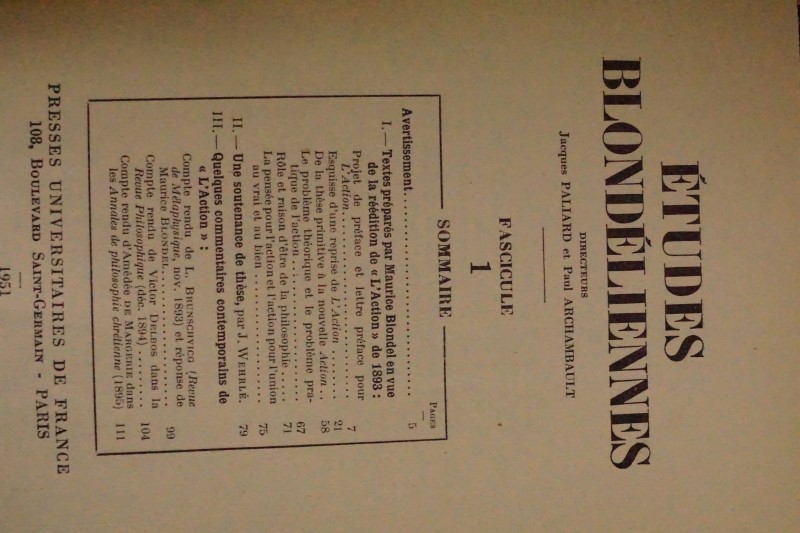 ÉTUDES
BLONDÉLIENNES
DIRECTEURS
Jacques PALIARD et Paul ARCHAMBAULT
FASCICULE
1
SOMMAIRE
PAGES
Avertissement............................ 5
I. — Textes préparés par Maurice Blondel en vue
de la réédition de « L'Action » de 1893 :
Projet de préface et lettre préface pour
L'Action........................ 7
Esquisse d'une reprise de L'Action.. 21
De la thèse primitive à la nouvelle Action.. 58
Le problème théorique et le problème pra-
tique de l'action.................. 67
Rôle et raison d'être de la philosophie..... 71
La pensée pour l'action et l'action pour l'union
au vrai et au bien.................. 75
II. — Une soutenance de thèse, par J. WEHRLÉ. 79
III. — Quelques commentaires contemporains de
« L'Action » :
Compte rendu de L. BRUNSCHVICG (Revue
de Métaphysique, nov. 1893) et réponse de
Maurice BLONDEL.................. 99
Compte rendu de Victor DELBOS dans la
Revue Philosophique (déc. 1894)......... 104
Compte rendu d'Amédée DE MARGERIE dans
les Annales de philosophie chrétienne (1895) 111
PRESSES UNIVERSITAIRES DE FRANCE
108, BOULEVARD SAINT-GERMAIN - PARIS
1951